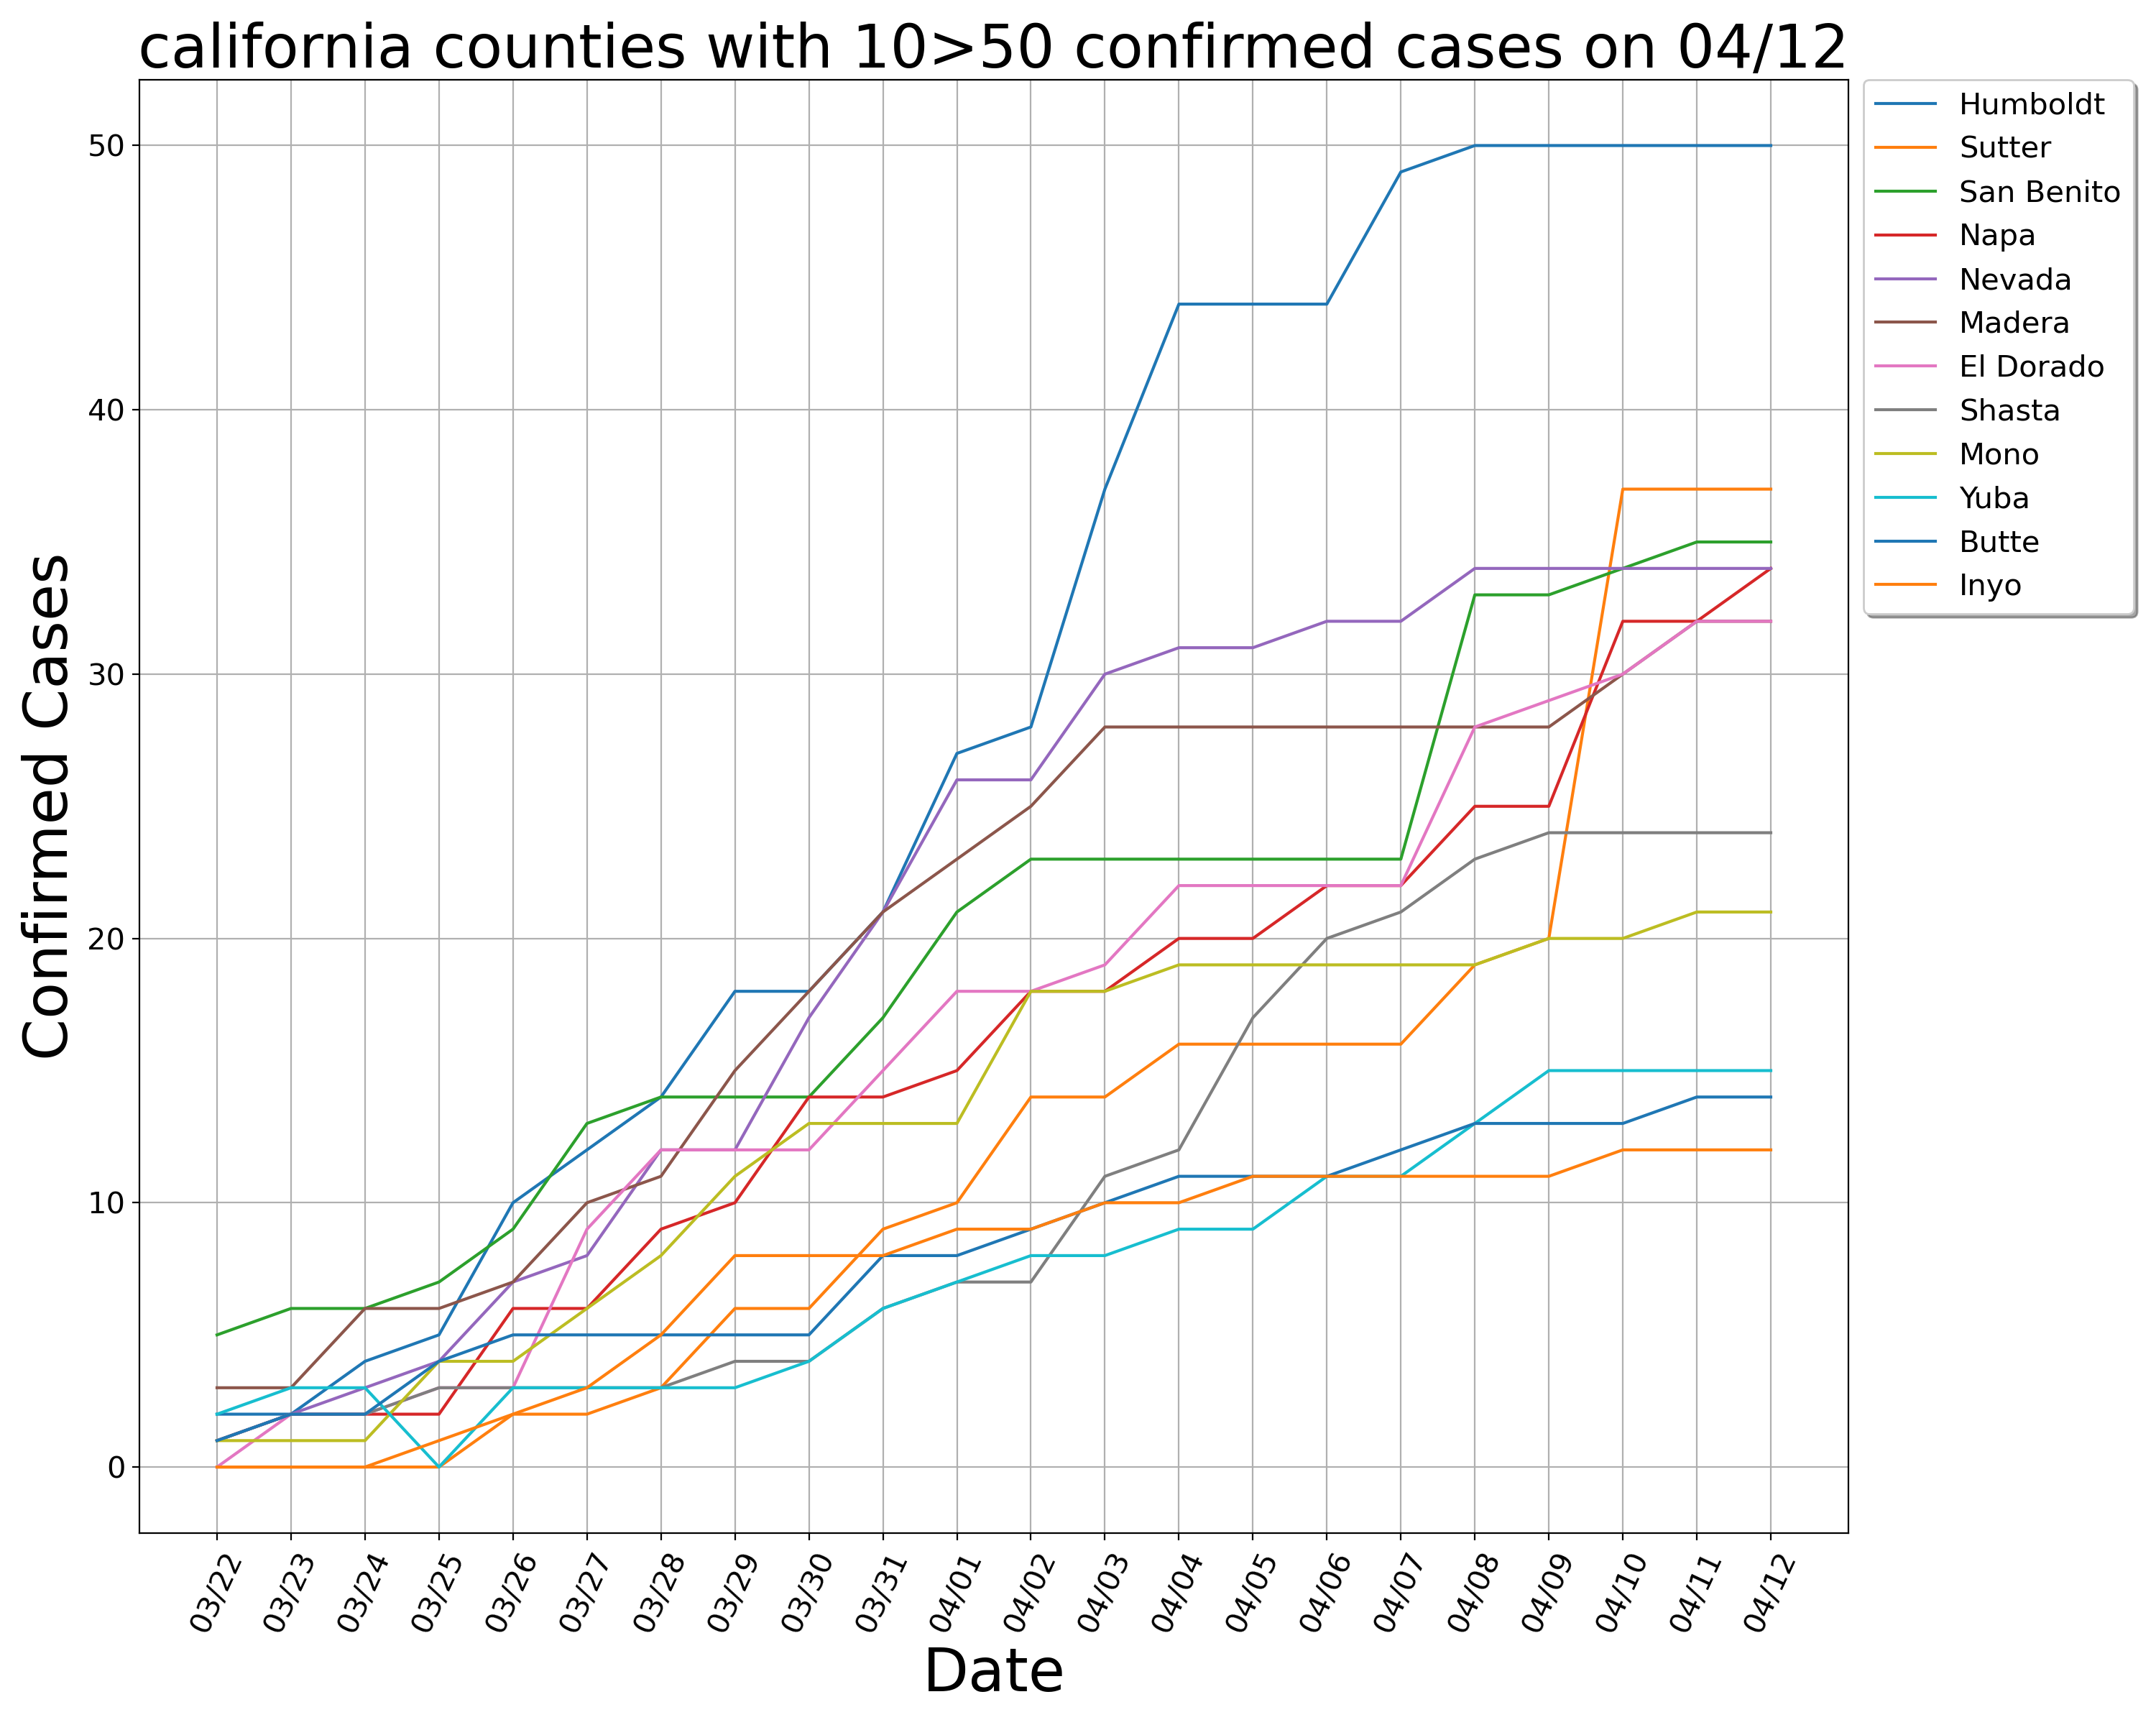 california counties with 10>50 confirmed cases on 04/12
Humboldt
Sutter
San Benito
Napa
Nevada
Madera
El Dorado
Shasta
Mono
Yuba
Butte
Inyo
Confirmed Cases
50
40
30
20
10
0
03/22
03/23
03/24
03/25
03/26
03/27
03/28
03/29
03/30
03/31
04/01
04/02
04/03
04/04
04/05
04/06
04/07
04/08
04/09
04/10
04/11
04/12
Date